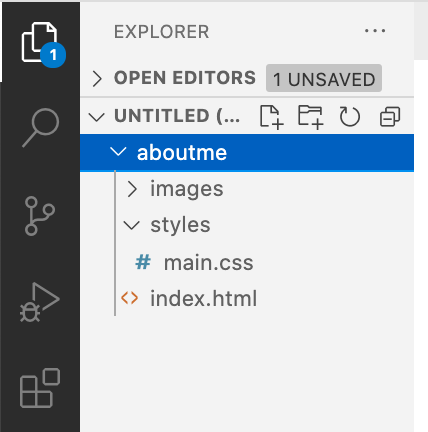 EXPLORER ...
1
OPEN EDITORS 1 UNSAVED
UNTITLED (...
aboutme
images
styles
# main.css
<> index.html